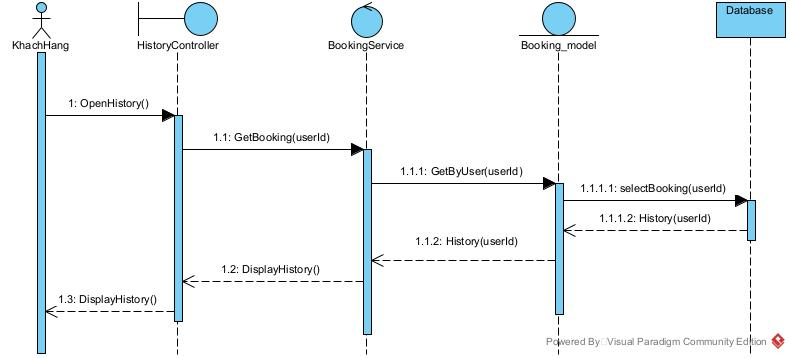 Database
KhachHang
HistoryController
BookingService
Booking_model
1: OpenHistory()
1.1: GetBooking(userId)
1.1.1: GetByUser(userId)
1.1.1.1: selectBooking(userId)
1.1.1.2: History(userId)
1.1.2: History(userId)
1.2: DisplayHistory()
1.3: DisplayHistory()
Powered By Visual Paradigm Community Edition